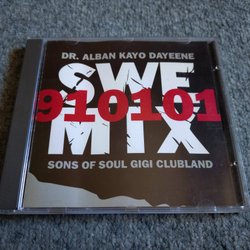 DR. ALBAN KAYO DAYEENE
SWE
910101
MIX
SONS OF SOUL GIGI CLUBLAND